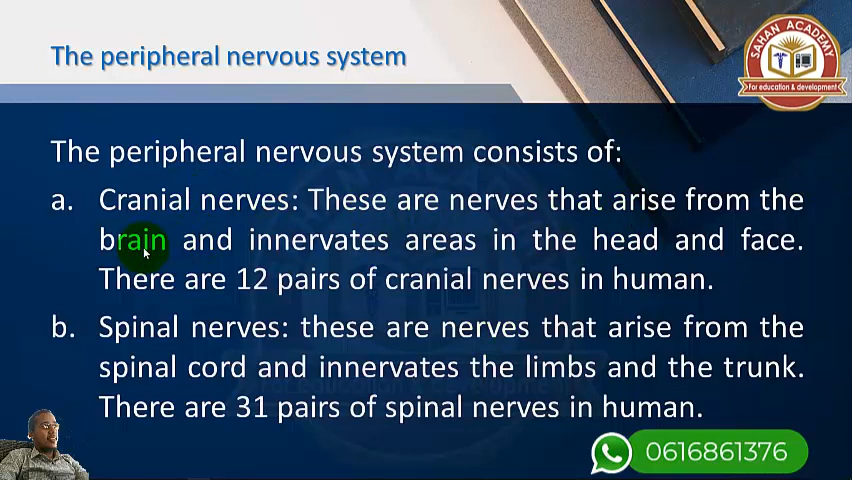 The peripheral nervous system
SAHAN ACADEMY
For education & development
The peripheral nervous system consists of:
a. Cranial nerves: These are nerves that arise from the
brain and innervates areas in the head and face.
There are 12 pairs of cranial nerves in human.
b. Spinal nerves: these are nerves that arise from the
spinal cord and innervates the limbs and the trunk.
There are 31 pairs of spinal nerves in human.
0616861376